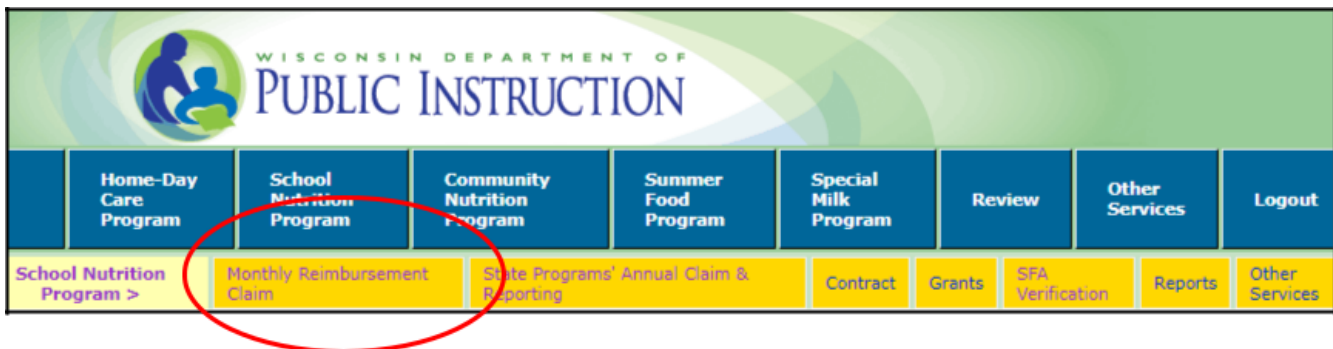 WISCONSIN DEPARTMENT OF
PUBLIC INSTRUCTION
Home-Day
Care
Program
School
Nutrition
Program
Community
Nutrition
Program
Summer
Food
Program
Special
Milk
Program
Review
Other
Services
Logout
School Nutrition
Program >
Monthly Reimbursement
Claim
State Programs' Annual Claim &
Reporting
Contract
Grants
SFA
Verification
Reports
Other
Services